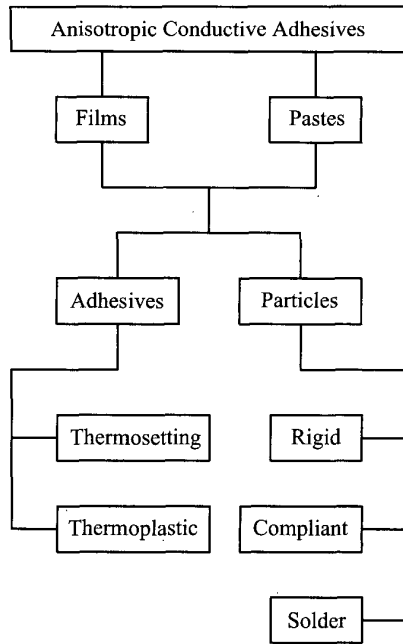 Anisotropic Conductive Adhesives
Films
Pastes
Adhesives
Particles
Thermosetting
Rigid
Thermoplastic
Compliant
Solder